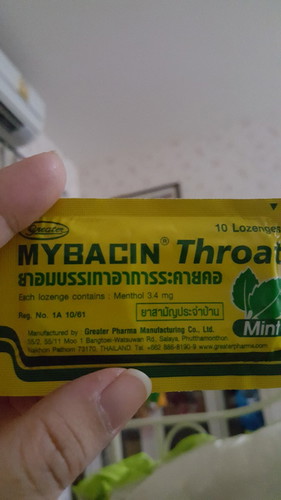 Greater
10 Lozenges
MYBACIN® Throat
ยาอมบรรเทาอาการระคายคอ
Each lozenge contains : Menthol 3.4 mg
Reg. No. 1A 10/61
ยาสามัญประจำบ้าน
Mint
Manufactured by : Greater Pharma Manufacturing Co., Ltd.
55/2, 55/11 Moo 1 Bangtoei-Watsuwan Rd., Salaya, Phutthamonthon,
Nakhon Pathom 73170, THAILAND. Tel. +662 886-8190-9 www.greaterpharma.com